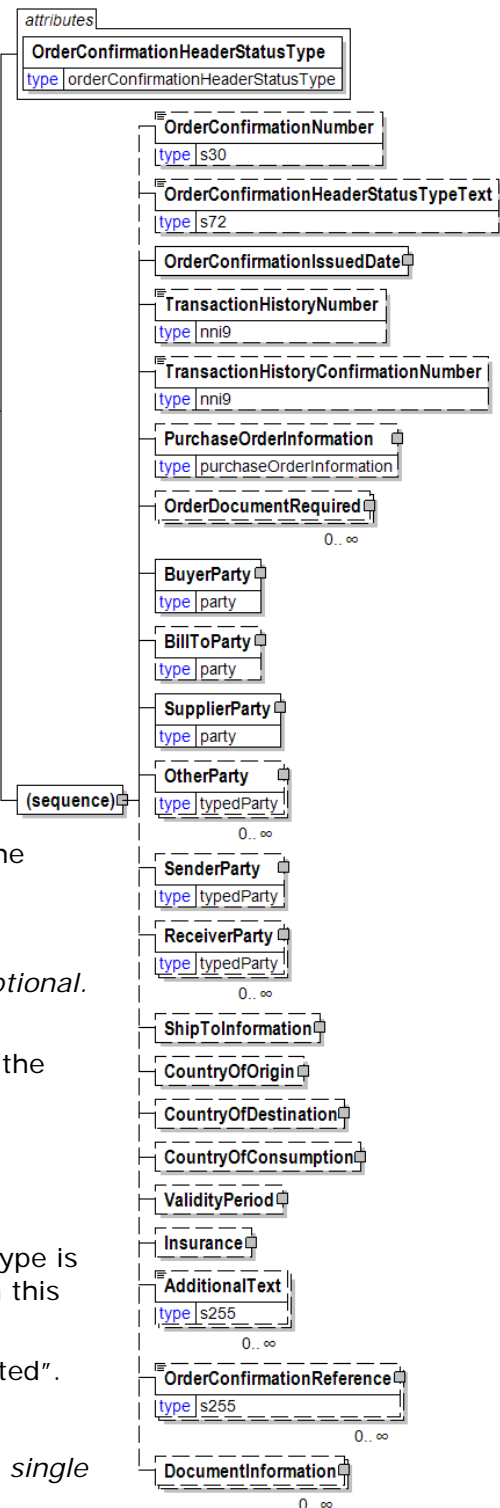 attributes
OrderConfirmationHeaderStatusType
type orderConfirmationHeaderStatusType
OrderConfirmationNumber
type s30
OrderConfirmationHeaderStatusTypeText
type s72
OrderConfirmationIssuedDate
TransactionHistoryNumber
type nni9
TransactionHistoryConfirmationNumber
type nni9
PurchaseOrderInformation
type purchaseOrderInformation
OrderDocumentRequired
0.. ∞
BuyerParty
type party
BillToParty
type party
SupplierParty
type party
OtherParty
type typedParty
0.. ∞
(sequence)
SenderParty
type typedParty
ReceiverParty
type typedParty
0.. ∞
ShipToInformation
CountryOfOrigin
CountryOfDestination
CountryOfConsumption
ValidityPeriod
Insurance
AdditionalText
type s255
0.. ∞
OrderConfirmationReference
type s255
0.. ∞
DocumentInformation
0.. ∞
ne
otional.
the
ype is
this
ted".
single